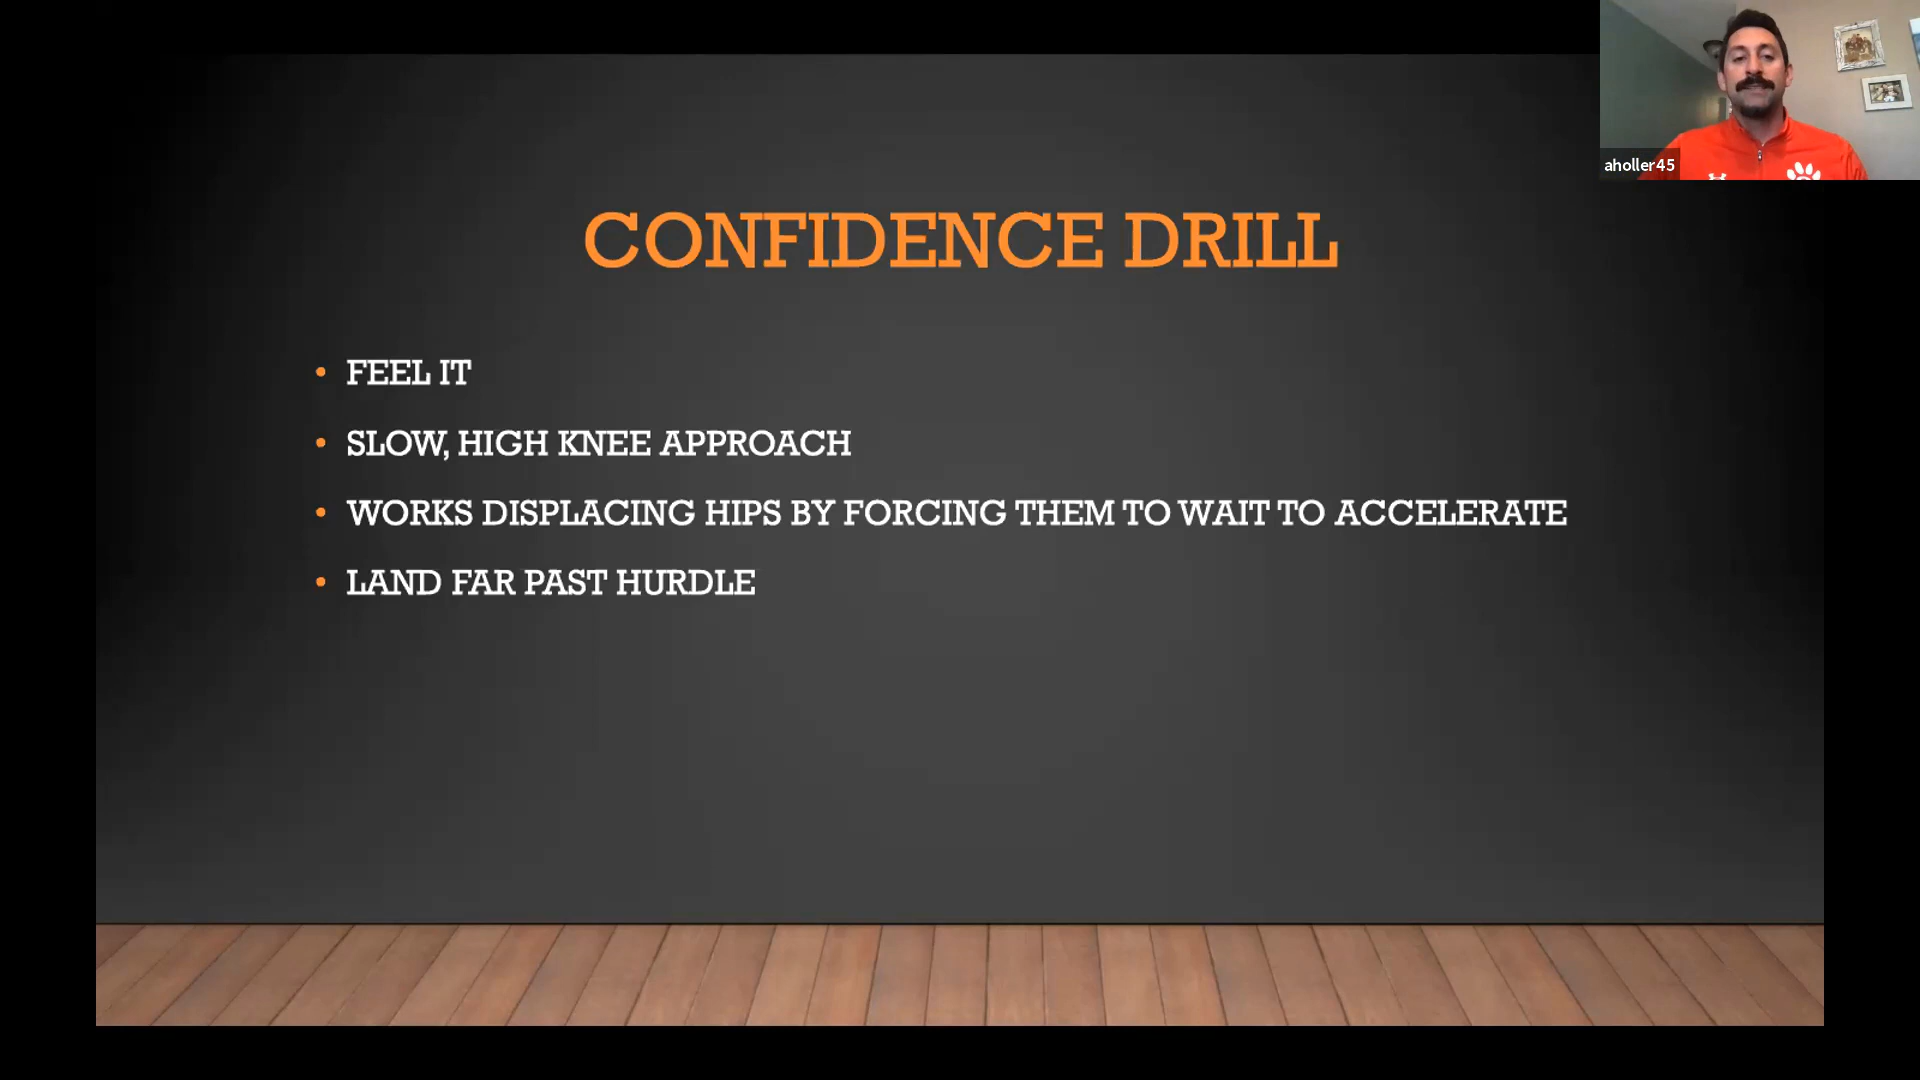 aholler45
CONFIDENCE DRILL
• FEEL IT
• SLOW, HIGH KNEE APPROACH
• WORKS DISPLACING HIPS BY FORCING THEM TO WAIT TO ACCELERATE
• LAND FAR PAST HURDLE